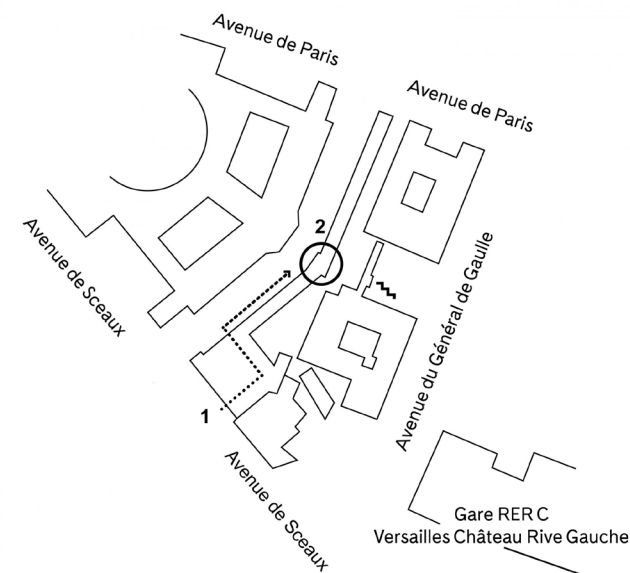 Avenue de Paris
Avenue de Paris
2
Avenue de Sceaux
Avenue du Général de Gaulle
1
Avenue de Sceaux
Gare RER C
Versailles Château Rive Gauche